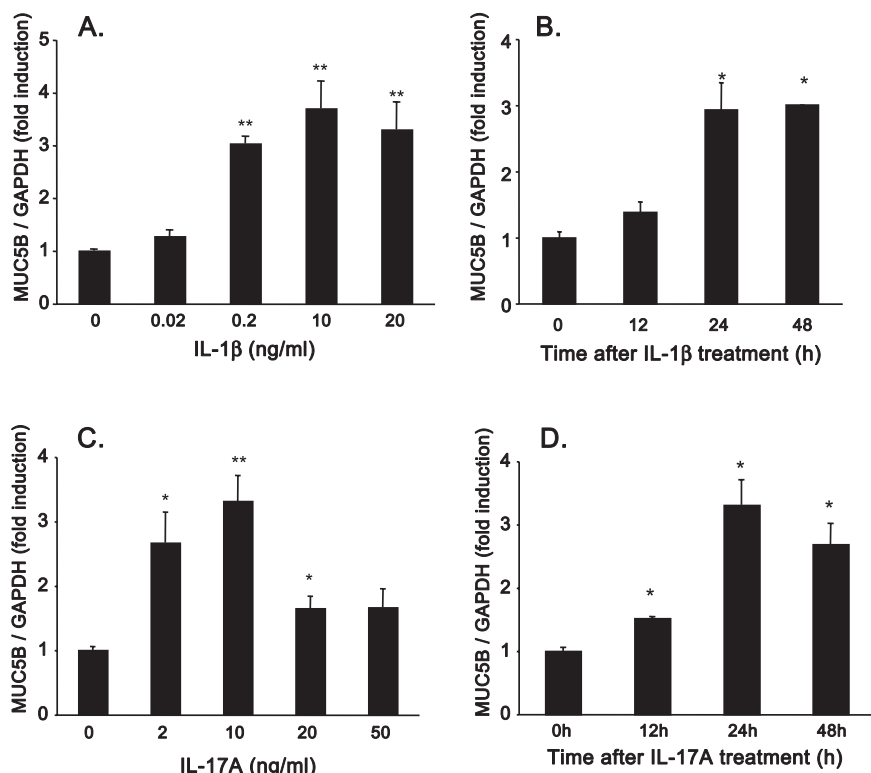 A.
MUC5B / GAPDH (fold induction)
5
4
3
2
1
0
** ** **
0 0.02 0.2 10 20
IL-1β (ng/ml)
B.
MUC5B / GAPDH (fold induction)
4
3
2
1
0
* *
0 12 24 48
Time after IL-1β treatment (h)
C.
MUC5B / GAPDH (fold induction)
4
3
2
1
0
* ** *
0 2 10 20 50
IL-17A (ng/ml)
D.
MUC5B / GAPDH (fold induction)
4
3
2
1
0
* * *
0h 12h 24h 48h
Time after IL-17A treatment (h)